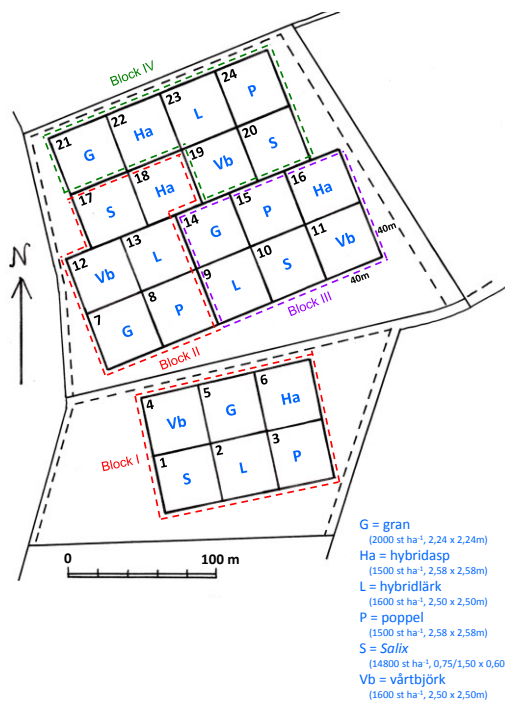 Block IV
21 G
22 Ha
23 L
24 P
17 S
18 Ha
19 Vb
20 S
12 Vb
13 L
14 G
15 P
16 Ha
7 G
8 P
9 L
10 S
11 Vb
40m
40m
Block III
Block II
N
4 Vb
5 G
6 Ha
1 S
2 L
3 P
Block I
0 100 m
G = gran
(2000 st ha-1, 2,24 x 2,24m)
Ha = hybridasp
(1500 st ha-1, 2,58 x 2,58m)
L = hybridlärk
(1600 st ha-1, 2,50 x 2,50m)
P = poppel
(1500 st ha-1, 2,58 x 2,58m)
S = Salix
(14800 st ha-1, 0,75/1,50 x 0,60
Vb = vårtbjörk
(1600 st ha-1, 2,50 x 2,50m)